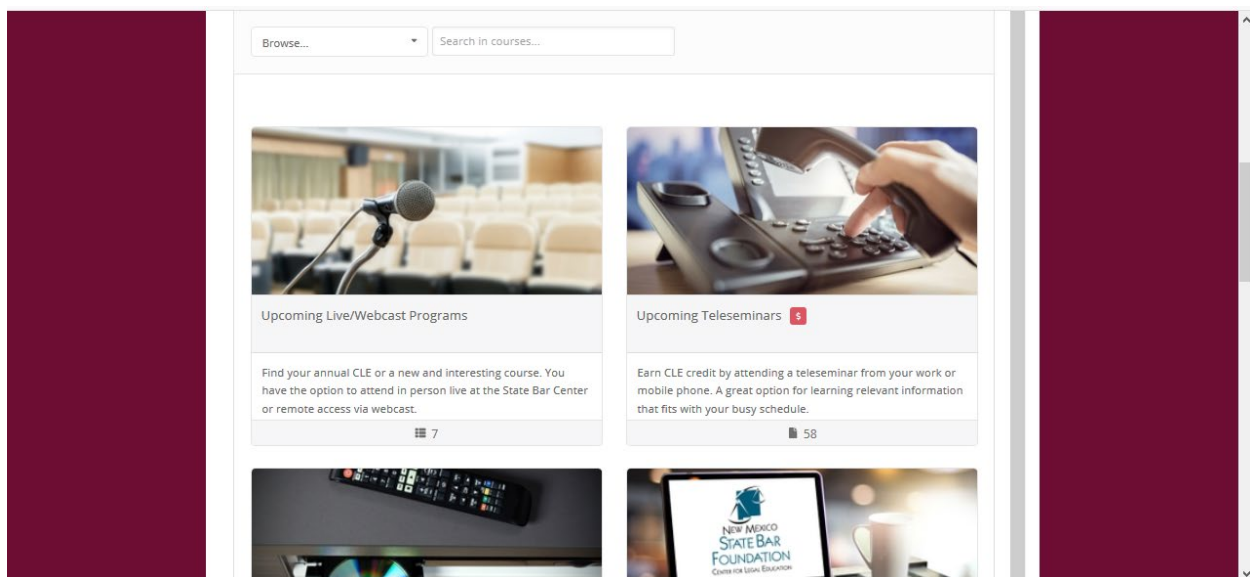 Browse...
Search in courses...
Upcoming Live/Webcast Programs
Upcoming Teleseminars $
Find your annual CLE or a new and interesting course. You
have the option to attend in person live at the State Bar Center
or remote access via webcast.
Earn CLE credit by attending a teleseminar from your work or
mobile phone. A great option for learning relevant information
that fits with your busy schedule.
7
58
NEW MEXICO
STATE BAR
FOUNDATION
CENTER FOR LEGAL EDUCATION